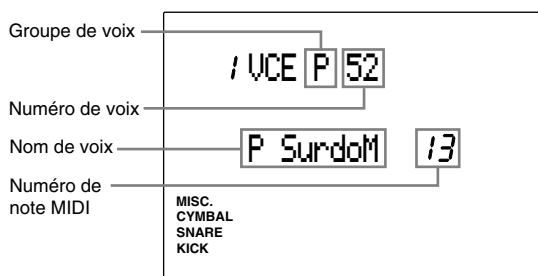 Groupe de voix
1 VCE P 52
Numéro de voix
Nom de voix
P SurdoM 13
Numéro de
note MIDI
MISC.
CYMBAL
SNARE
KICK